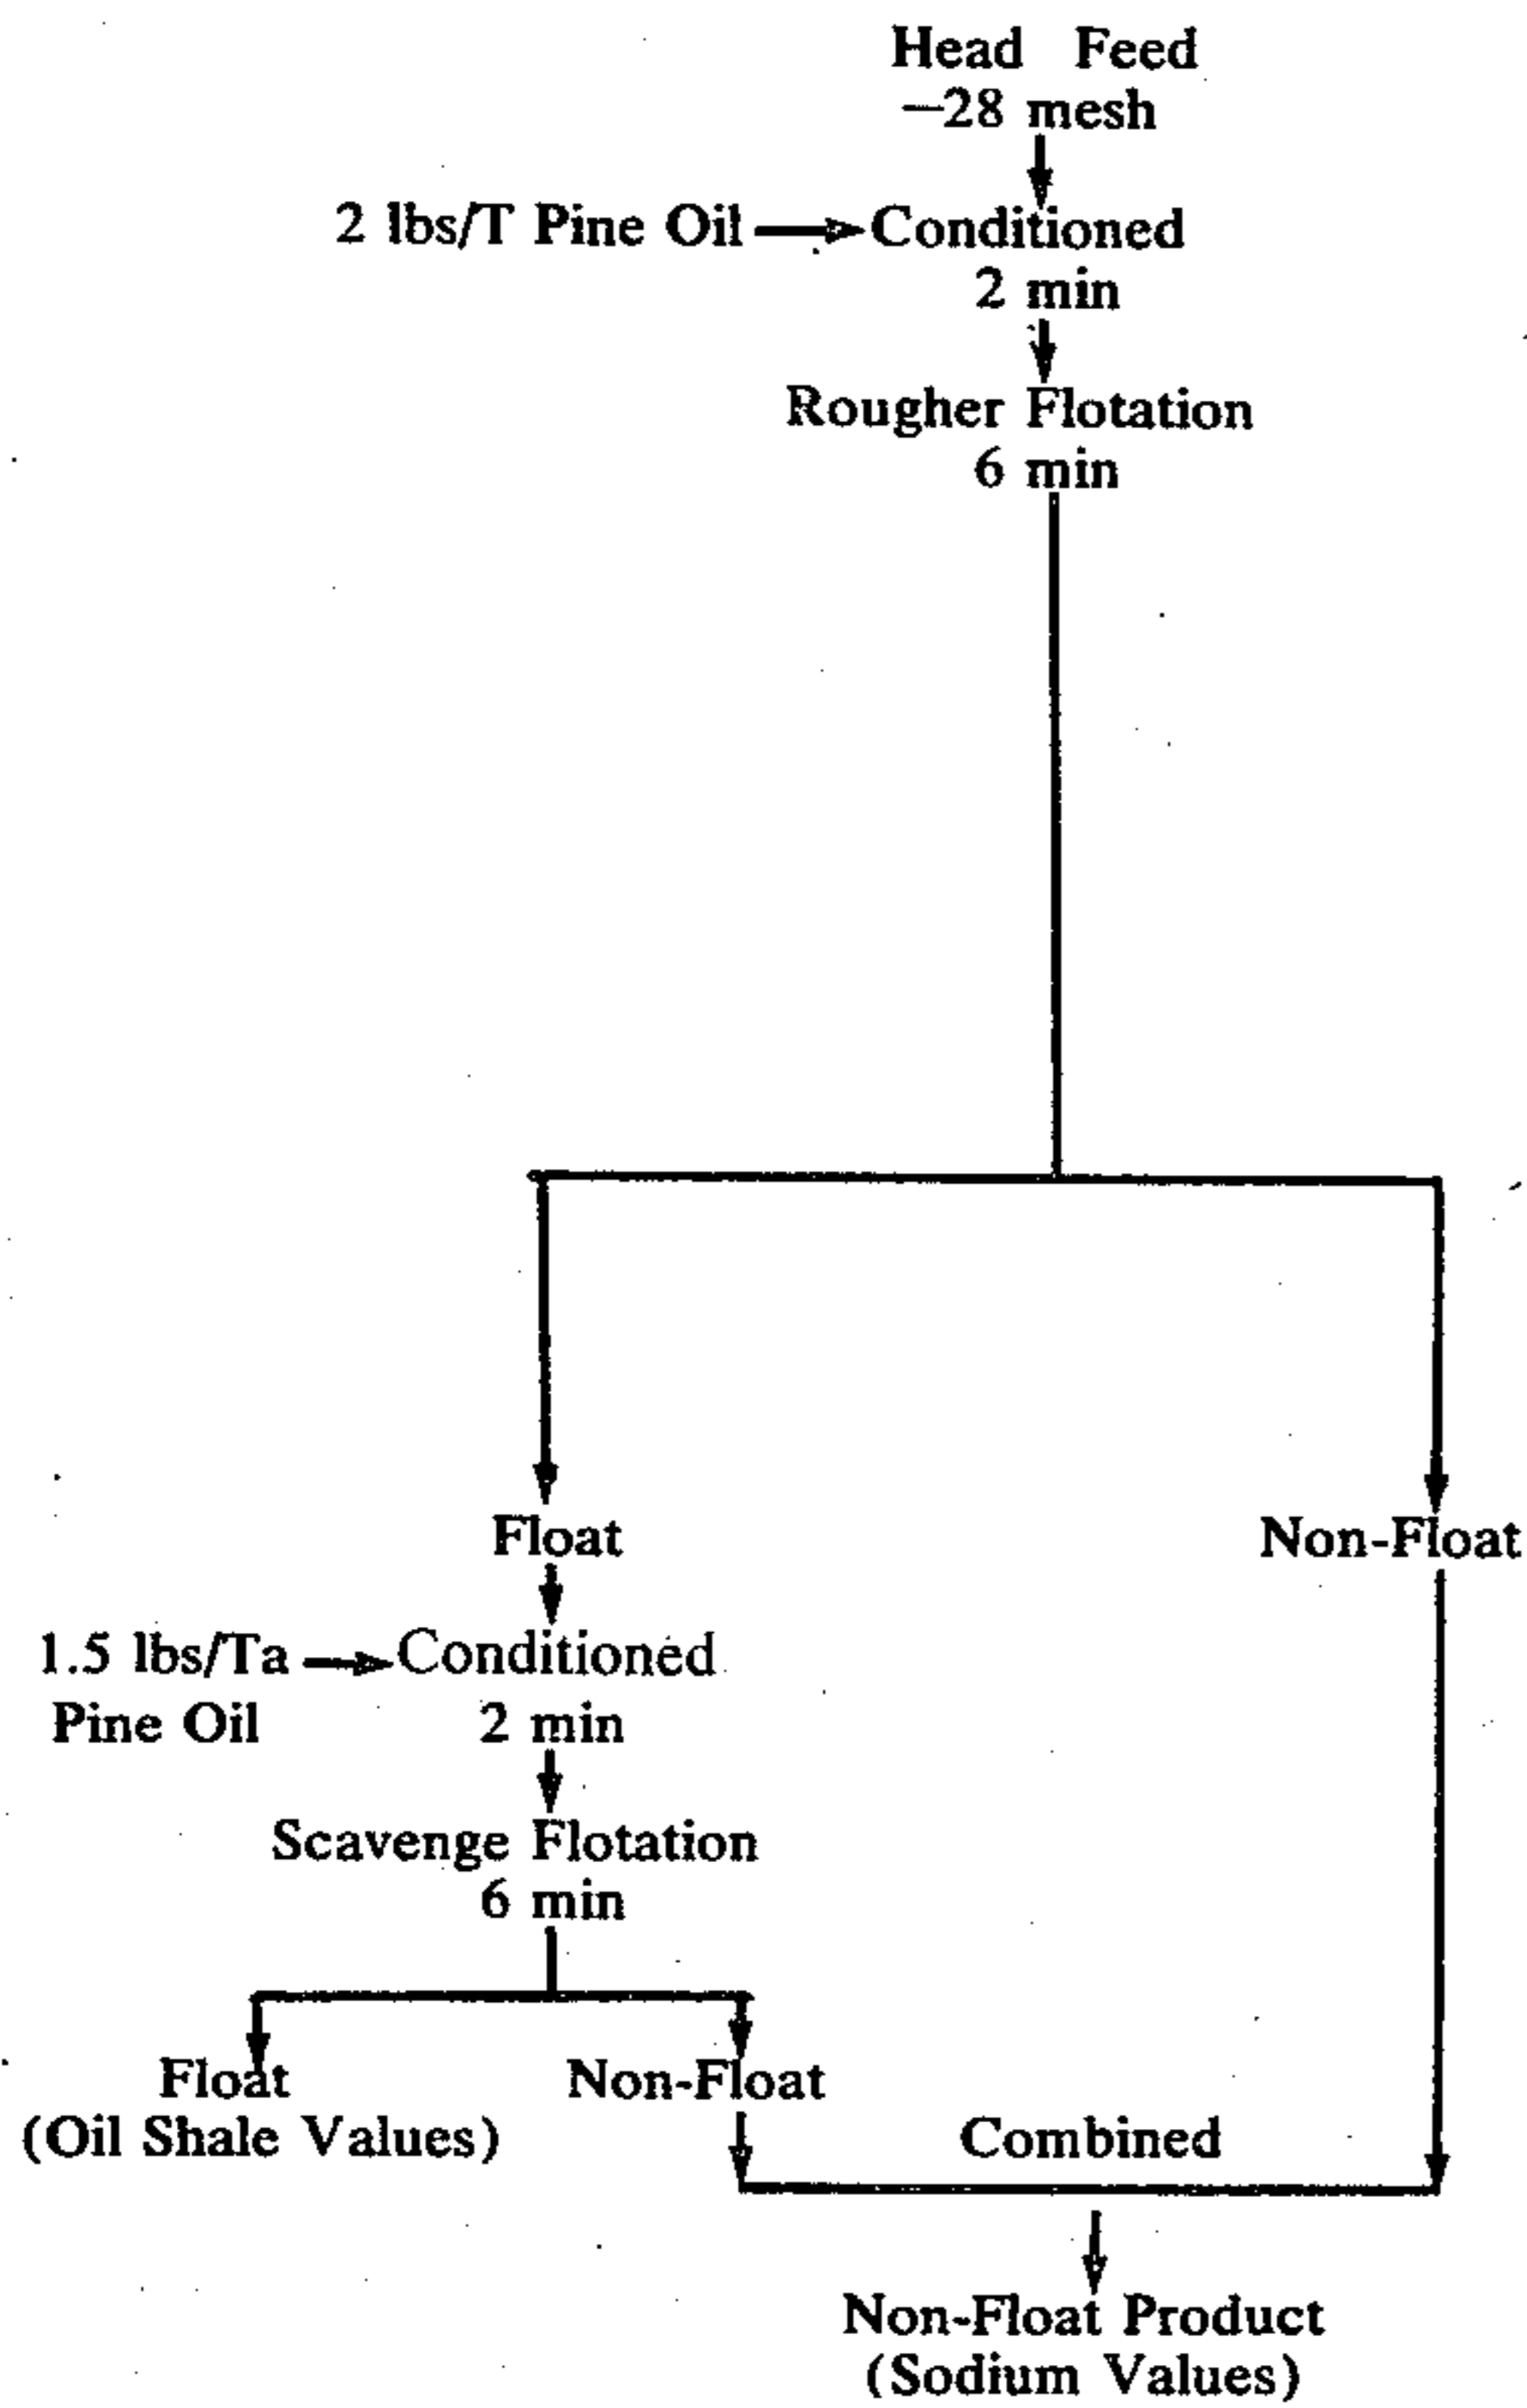 Head Feed
−28 mesh
2 lbs/T Pine Oil
Conditioned
2 min
Rougher Flotation
6 min
Float
Non-Float
1.5 lbs/Ta
Pine Oil
Conditioned
2 min
Scavenge Flotation
6 min
Float
(Oil Shale Values)
Non-Float
Combined
Non-Float Product
(Sodium Values)